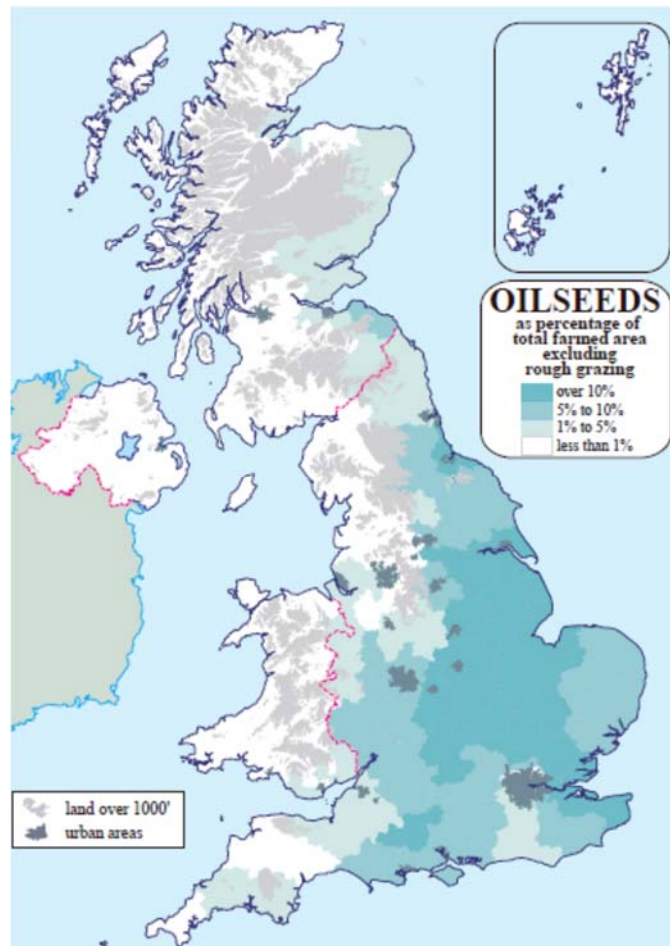 OILSEEDS
as percentage of
total farmed area
excluding
rough grazing
over 10%
5% to 10%
1% to 5%
less than 1%
land over 1000'
urban areas